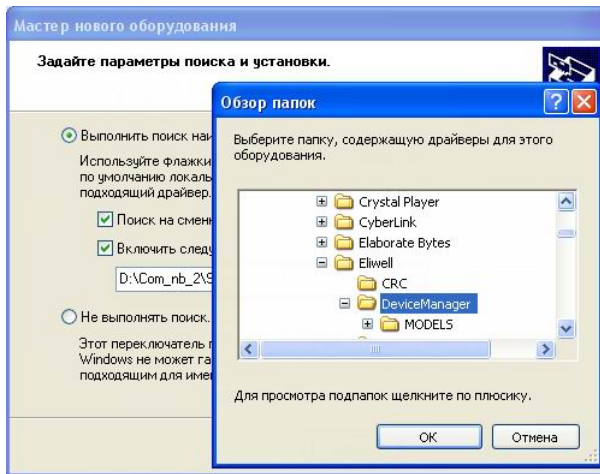 Мастер нового оборудования
Задайте параметры поиска и установки.
Выполнить поиск наи
Используйте флажки
по умолчанию локаль
подходящий драйвер.
Поиск на сменн
Включить следу
D:\Com_nb_2\S
Не выполнять поиск.
Этот переключатель п
Windows не может га
подходящим для имен
Обзор папок
Выберите папку, содержащую драйверы для этого
оборудования.
Crystal Player
CyberLink
Elaborate Bytes
Eliwell
CRC
DeviceManager
MODELS
Для просмотра подпапок щелкните по плюсику.
ОК
Отмена